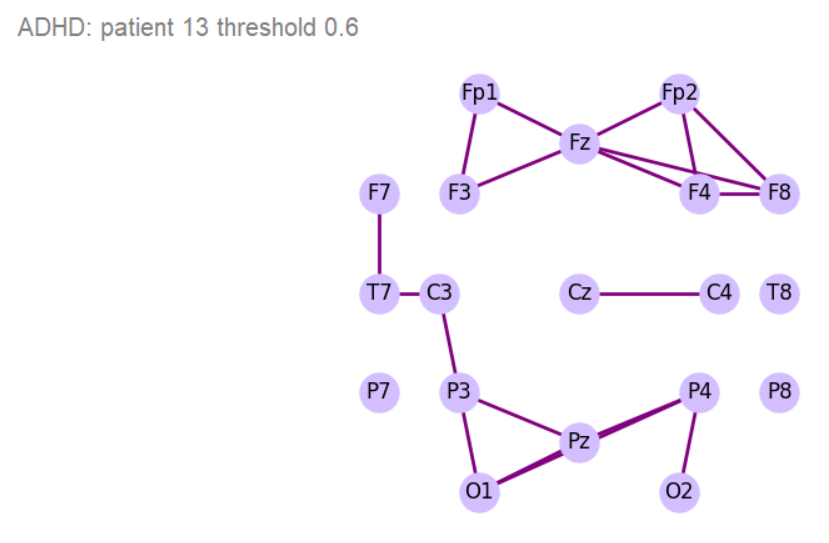 ADHD: patient 13 threshold 0.6
Fp1 Fp2
Fz
F7 F3 F4 F8
T7 C3 Cz C4 T8
P7 P3 P4 P8
Pz
O1 O2